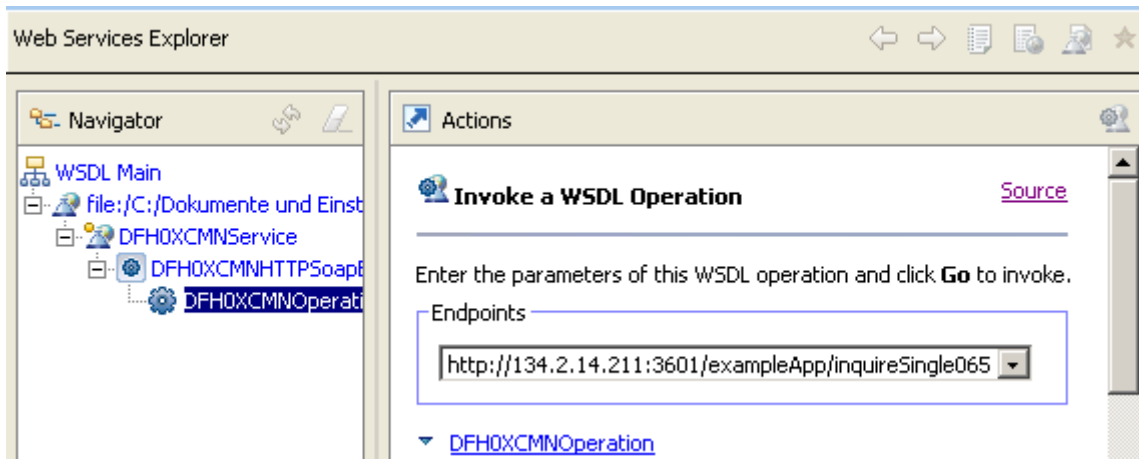 Web Services Explorer
Navigator
WSDL Main
file:/C:/Dokumente und Einst
DFH0XCMNService
DFH0XCMNHTTPSoapB
DFH0XCMNOperati
Actions
Invoke a WSDL Operation
Source
Enter the parameters of this WSDL operation and click Go to invoke.
Endpoints
http://134.2.14.211:3601/exampleApp/inquireSingle065
DFH0XCMNOperation